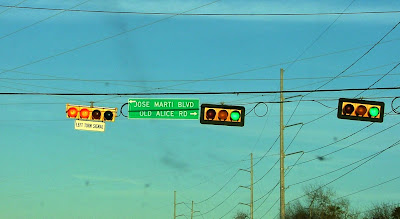 JOSE MARTI BLVD
OLD ALICE RD
LEFT TURN SIGNAL